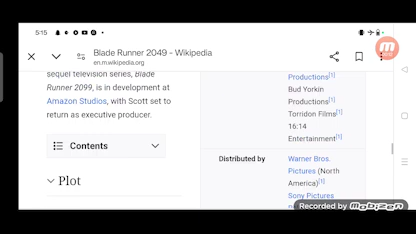 5:15
Blade Runner 2049 - Wikipedia
en.m.wikipedia.org
sequel television series, Blade
Runner 2099, is in development at
Amazon Studios, with Scott set to
return as executive producer.
Contents
Plot
Productions[1]
Bud Yorkin
Productions[1]
Torridon Films[1]
16:14
Entertainment[1]
Distributed by
Warner Bros.
Pictures (North
America)[1]
Sony Pictures
Recorded by MOBIZEN